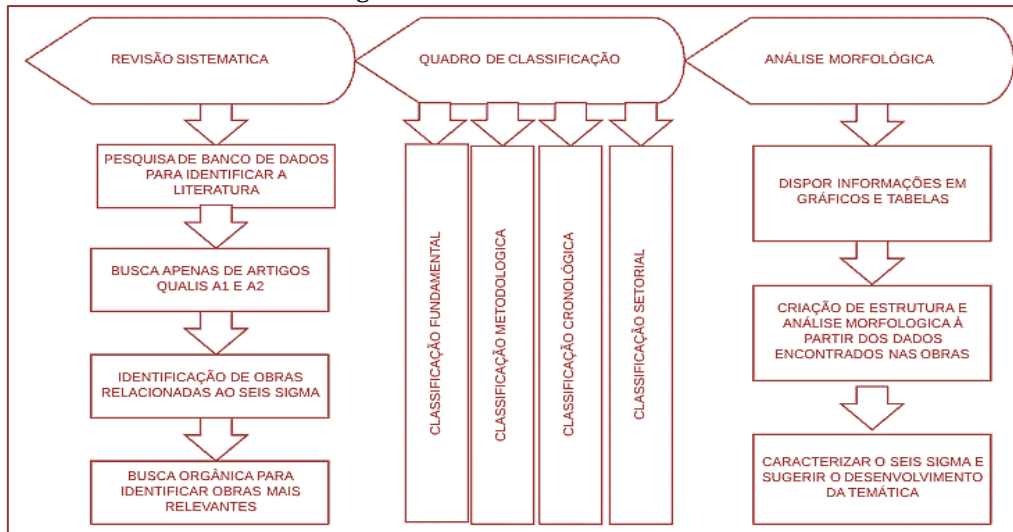 REVISÃO SISTEMATICA
PESQUISA DE BANCO DE DADOS
PARA IDENTIFICAR A
LITERATURA
BUSCA APENAS DE ARTIGOS
QUALIS A1 E A2
IDENTIFICAÇÃO DE OBRAS
RELACIONADAS AO SEIS SIGMA
BUSCA ORGÂNICA PARA
IDENTIFICAR OBRAS MAIS
RELEVANTES
QUADRO DE CLASSIFICAÇÃO
CLASSIFICAÇÃO FUNDAMENTAL
CLASSIFICAÇÃO METODOLOGICA
CLASSIFICAÇÃO CRONOLÓGICA
CLASSIFICAÇÃO SETORIAL
ANÁLISE MORFOLÓGICA
DISPOR INFORMAÇÕES EM
GRÁFICOS E TABELAS
CRIAÇÃO DE ESTRUTURA E
ANÁLISE MORFOLOGICA À
PARTIR DOS DADOS
ENCONTRADOS NAS OBRAS
CARACTERIZAR O SEIS SIGMA E
SUGERIR O DESENVOLVIMENTO
DA TEMÁTICA